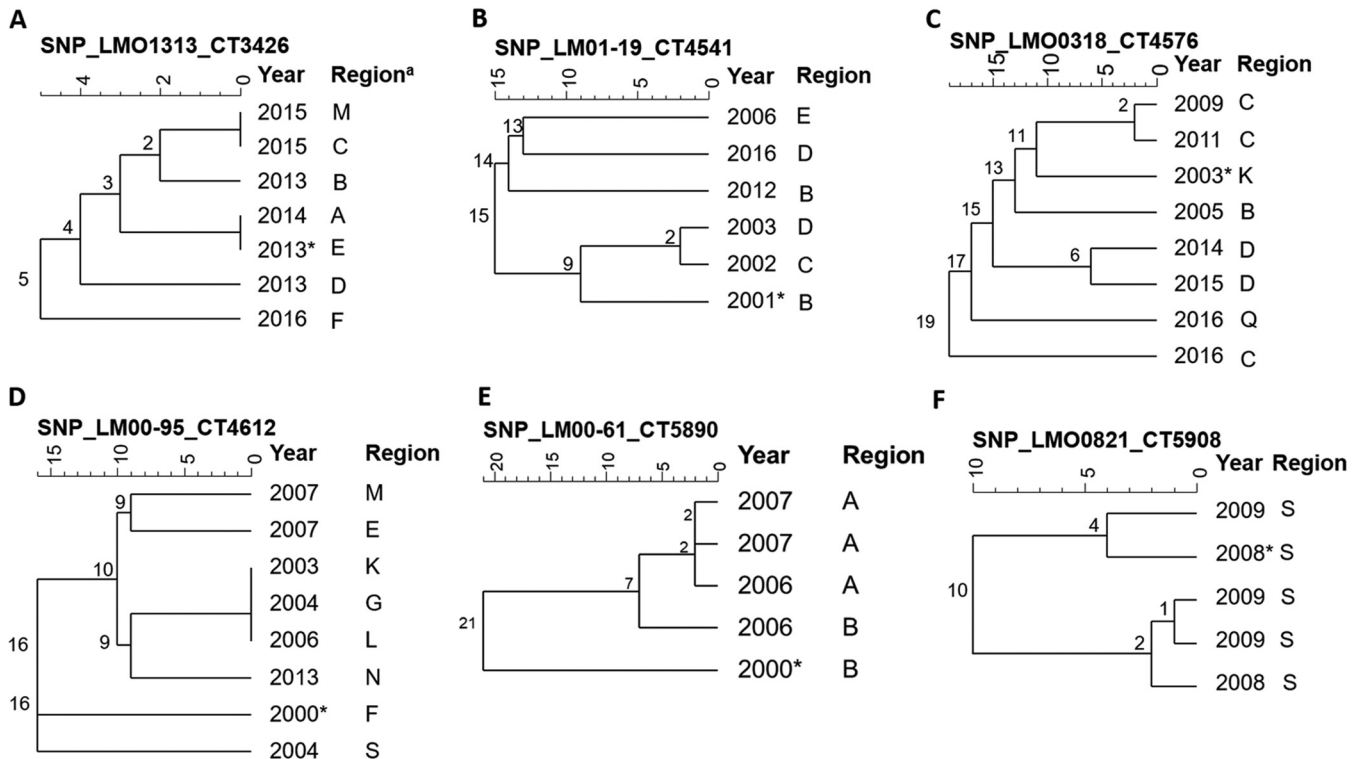 A
SNP_LMO1313_CT3426
4 2 0 Year Regionᵃ
2015 M
2015 C
2013 B
2014 A
2013* E
2013 D
2016 F
2
3
4
5
B
SNP_LM01-19_CT4541
15 10 5 0 Year Region
2006 E
2016 D
2012 B
2003 D
2002 C
2001* B
13
14
15
2
9
C
SNP_LMO0318_CT4576
15 10 5 0 Year Region
2009 C
2011 C
2003* K
2005 B
2014 D
2015 D
2016 Q
2016 C
2
11
13
15
6
17
19
D
SNP_LM00-95_CT4612
15 10 5 0 Year Region
2007 M
2007 E
2003 K
2004 G
2006 L
2013 N
2000* F
2004 S
9
10
9
16
16
E
SNP_LM00-61_CT5890
20 15 10 5 0 Year Region
2007 A
2007 A
2006 A
2006 B
2000* B
2
2
7
21
F
SNP_LMO0821_CT5908
10 5 0 Year Region
2009 S
2008* S
2009 S
2009 S
2008 S
4
10
1
2